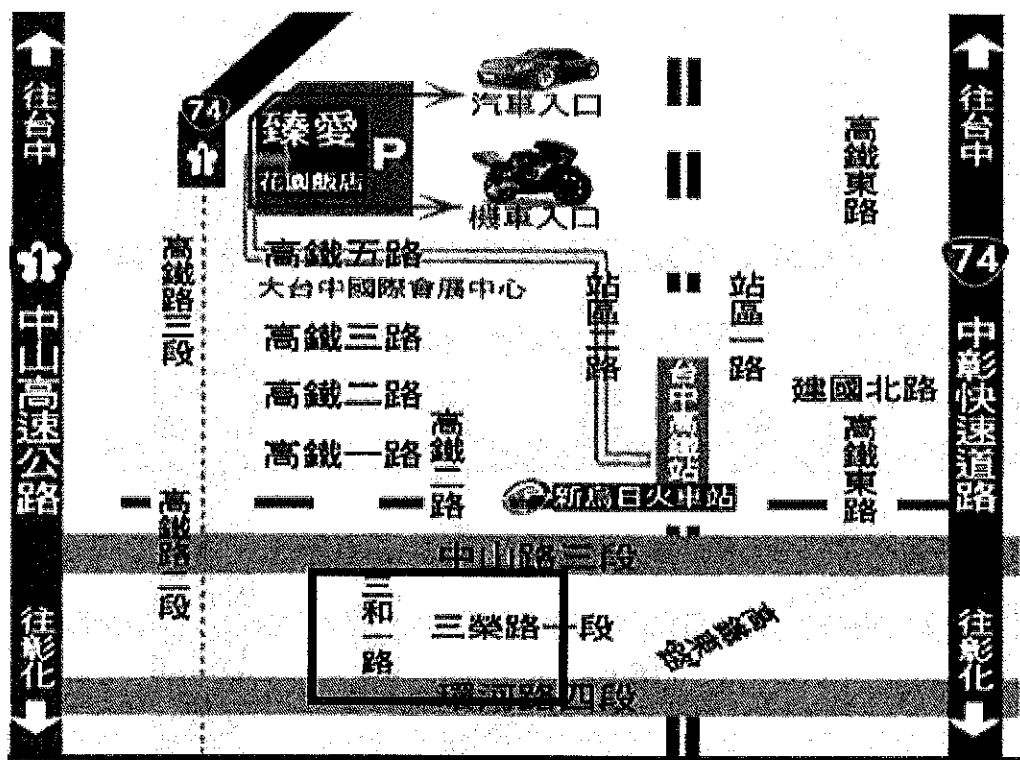 往台中
1
中山高速公路
往彰化
74
1
臻愛
花園飯店
P
汽車入口
機車入口
高鐵路三段
高鐵五路
大台中國際會展中心
高鐵三路
高鐵二路
高鐵一路
高鐵二路
高鐵路二段
站區二路
站區一路
台中高鐵站
新烏日火車站
高鐵東路
建國北路
高鐵東路
中山路三段
三和一路
三榮路一段
環河路四段
往台中
74
中彰快速道路
往彰化